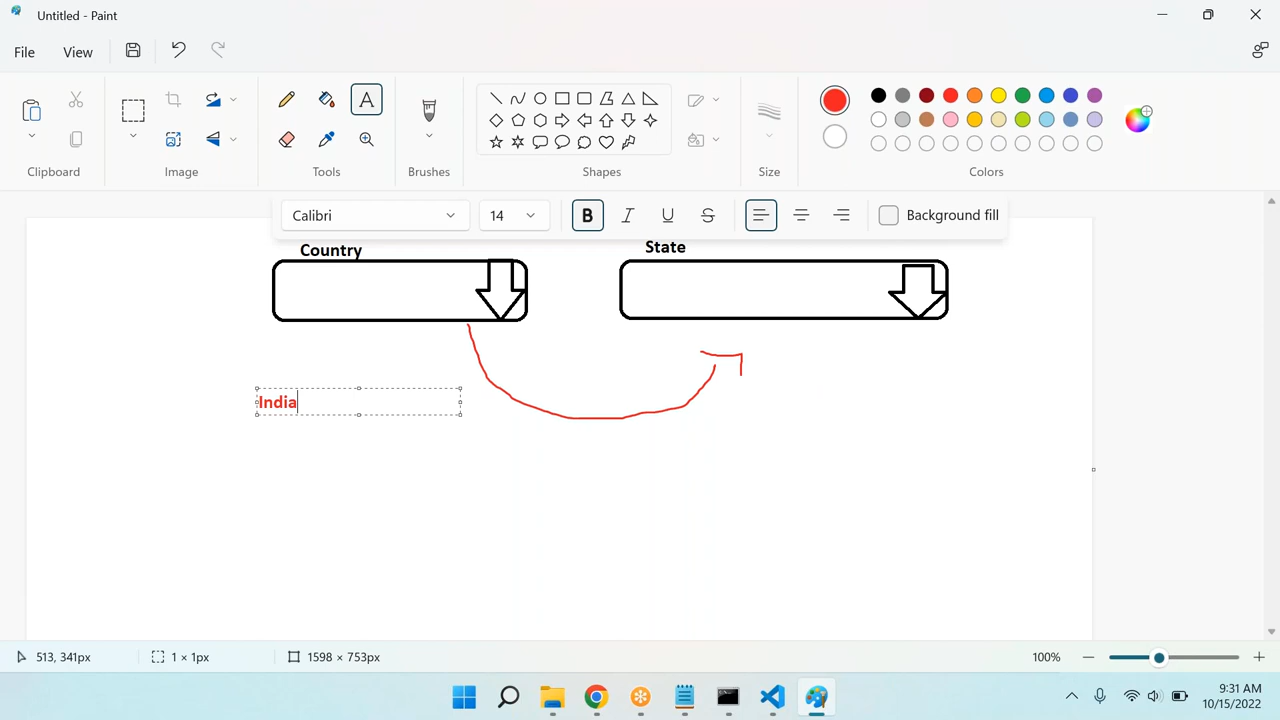 Untitled - Paint
File
View
Clipboard
Image
Tools
Brushes
Shapes
Size
Colors
Calibri
14
B
I
U
S
Background fill
Country
State
India
513, 341px
1 × 1px
1598 × 753px
100%
9:31 AM
10/15/2022